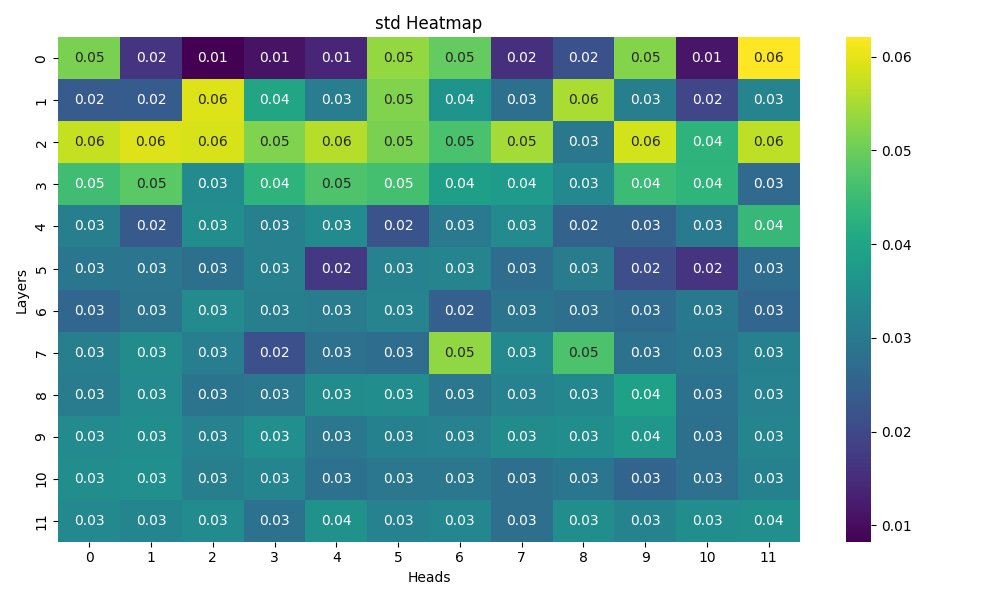 std Heatmap
0 0.05 0.02 0.01 0.01 0.01 0.05 0.05 0.02 0.02 0.05 0.01 0.06
1 0.02 0.02 0.06 0.04 0.03 0.05 0.04 0.03 0.06 0.03 0.02 0.03
2 0.06 0.06 0.06 0.05 0.06 0.05 0.05 0.05 0.03 0.06 0.04 0.06
3 0.05 0.05 0.03 0.04 0.05 0.05 0.04 0.04 0.03 0.04 0.04 0.03
4 0.03 0.02 0.03 0.03 0.03 0.02 0.03 0.03 0.02 0.02 0.03 0.04
5 0.03 0.03 0.03 0.03 0.02 0.03 0.03 0.03 0.03 0.02 0.02 0.03
6 0.03 0.03 0.03 0.03 0.03 0.03 0.02 0.03 0.03 0.03 0.03 0.03
7 0.03 0.03 0.03 0.02 0.03 0.03 0.05 0.03 0.05 0.03 0.03 0.03
8 0.03 0.03 0.03 0.03 0.03 0.03 0.03 0.03 0.03 0.04 0.03 0.03
9 0.03 0.03 0.03 0.03 0.03 0.03 0.03 0.03 0.03 0.04 0.03 0.03
10 0.03 0.03 0.03 0.03 0.03 0.03 0.03 0.03 0.03 0.03 0.03 0.03
11 0.03 0.03 0.03 0.03 0.04 0.03 0.03 0.03 0.03 0.03 0.03 0.04
0 1 2 3 4 5 6 7 8 9 10 11
Heads
Layers
0.06
0.05
0.04
0.03
0.02
0.01